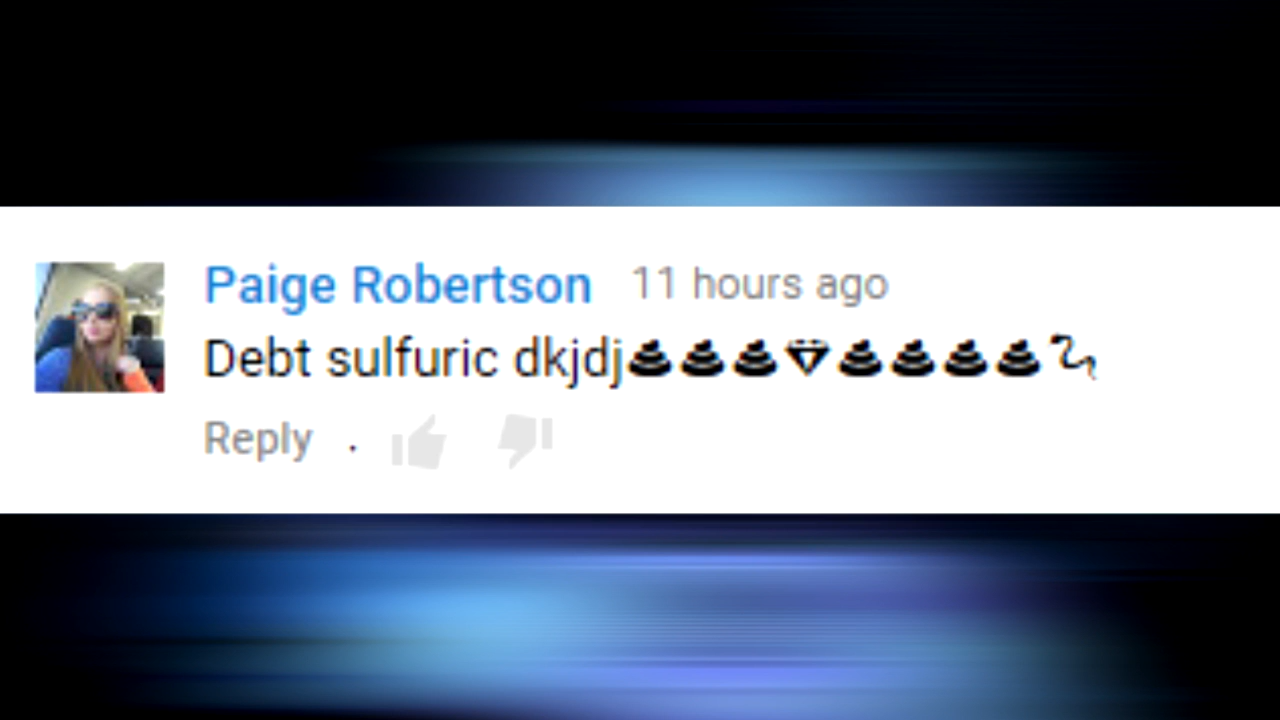 Paige Robertson 11 hours ago
Debt sulfuric dkjdj💩💩💩💎💩💩💩💩🐍
Reply .